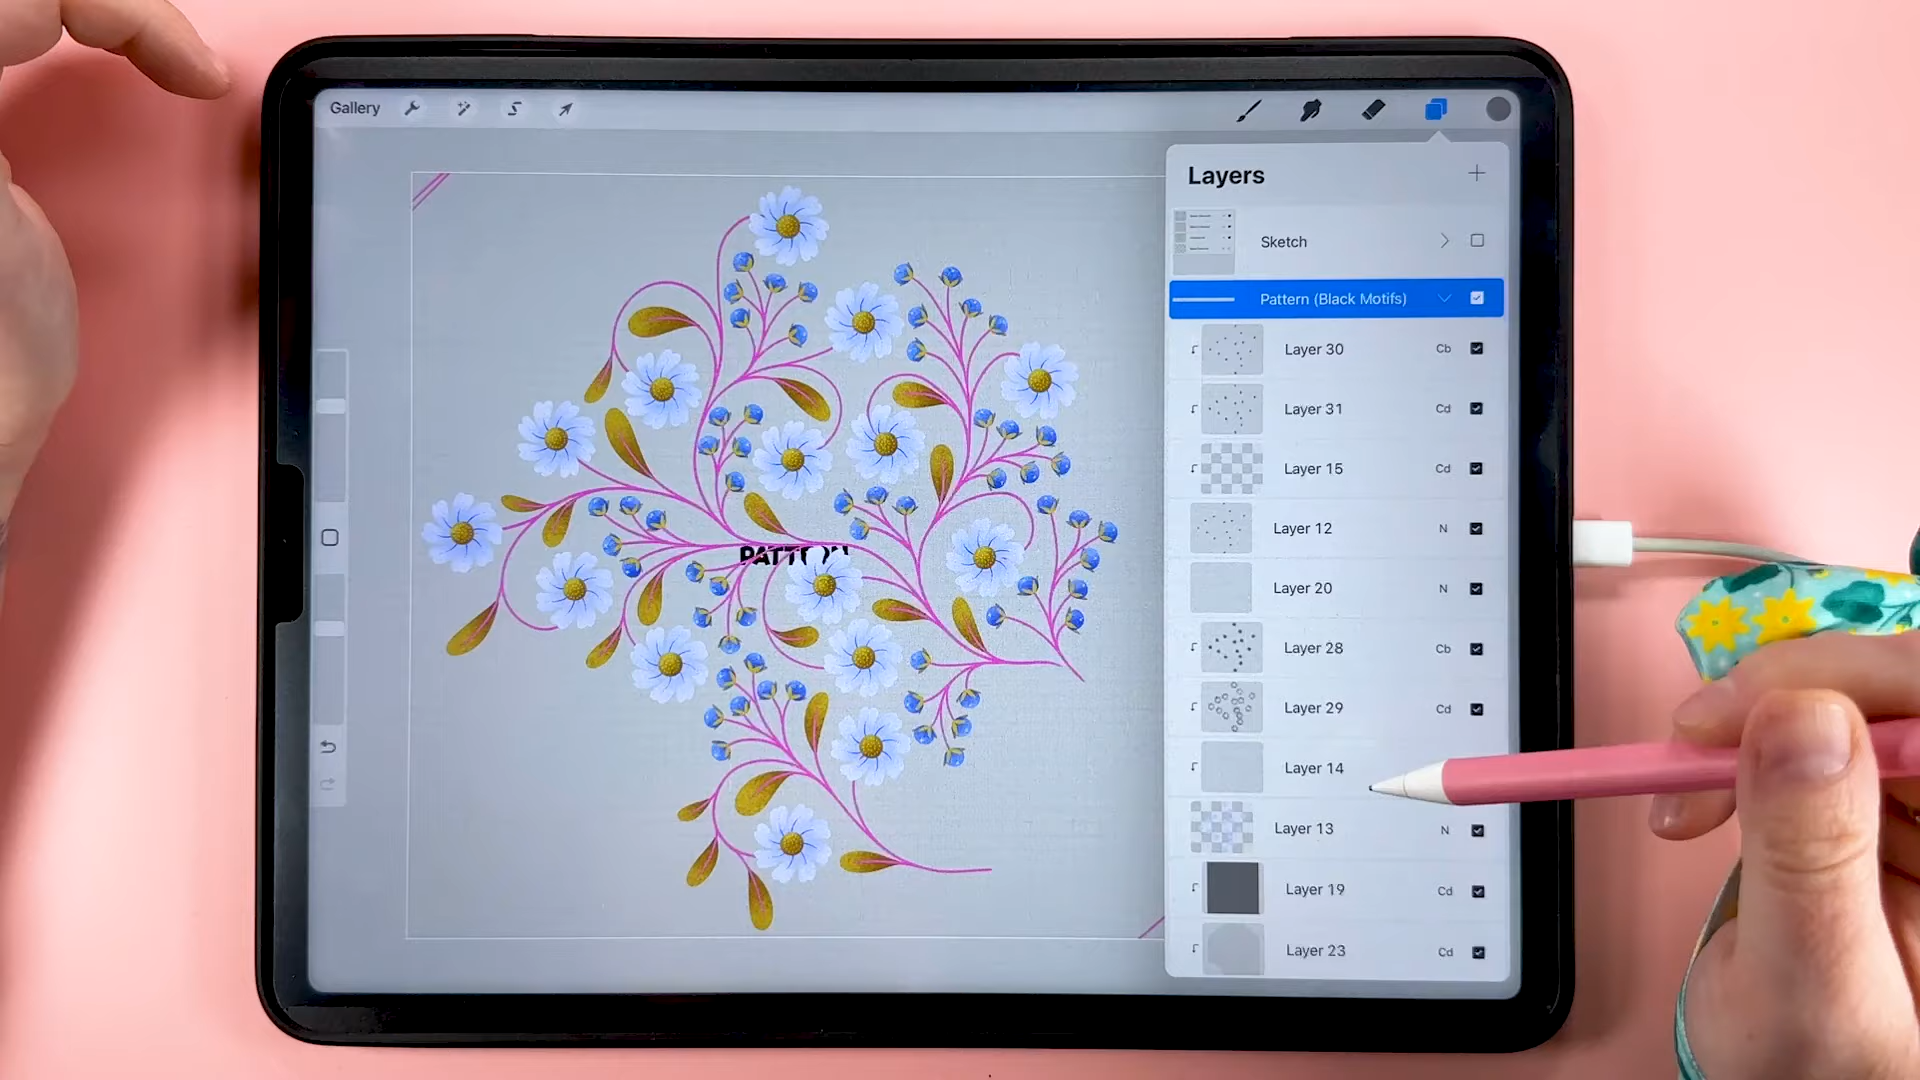 Gallery
Layers
Sketch
Pattern (Black Motifs)
Layer 30 Cb
Layer 31 Cd
Layer 15 Cd
Layer 12 N
Layer 20 N
Layer 28 Cb
Layer 29 Cd
Layer 14
Layer 13 N
Layer 19 Cd
Layer 23 Cd